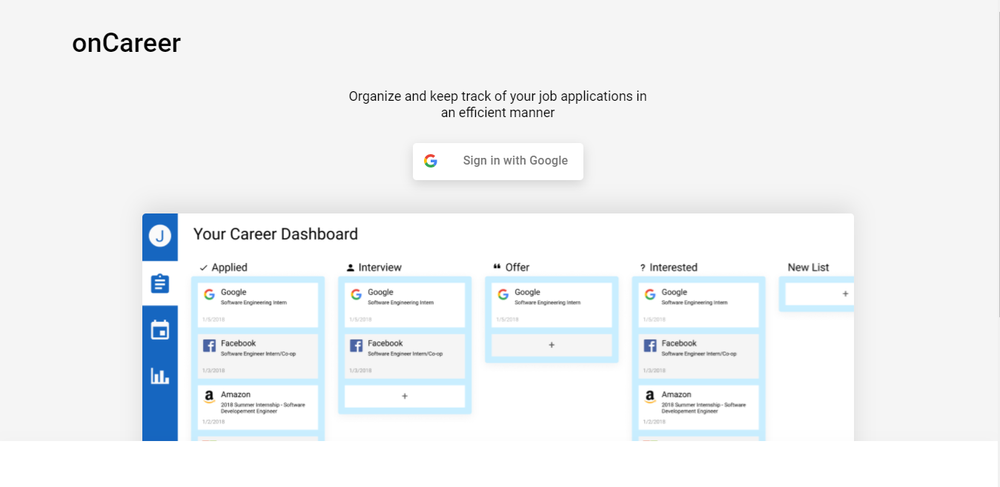 onCareer
Organize and keep track of your job applications in
an efficient manner
Sign in with Google
J
Your Career Dashboard
Applied
Google
Software Engineering Intern
1/5/2018
Facebook
Software Engineer Intern/Co-op
1/3/2018
Amazon
2018 Summer Internship - Software
Developement Engineer
1/2/2018
Interview
Google
Software Engineering Intern
1/5/2018
Facebook
Software Engineer Intern/Co-op
1/3/2018
+
Offer
Google
Software Engineering Intern
1/5/2018
+
? Interested
Google
Software Engineering Intern
1/5/2018
Facebook
Software Engineer Intern/Co-op
1/3/2018
Amazon
2018 Summer Internship - Software
Developement Engineer
1/2/2018
New List
+